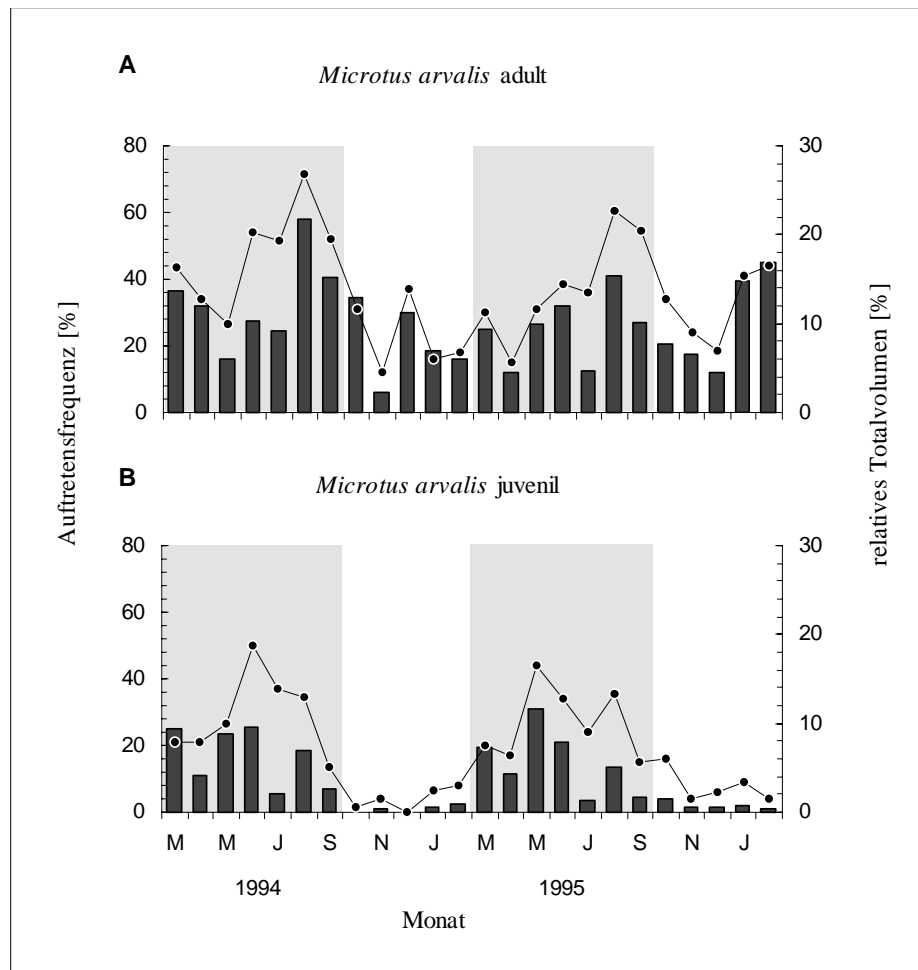 A
Microtus arvalis adult
80
60
40
20
0
30
20
10
0
Auftretensfrequenz [%]
relatives Totalvolumen [%]
B
Microtus arvalis juvenil
80
60
40
20
0
30
20
10
0
M M J S N J M M J S N J
1994 1995
Monat